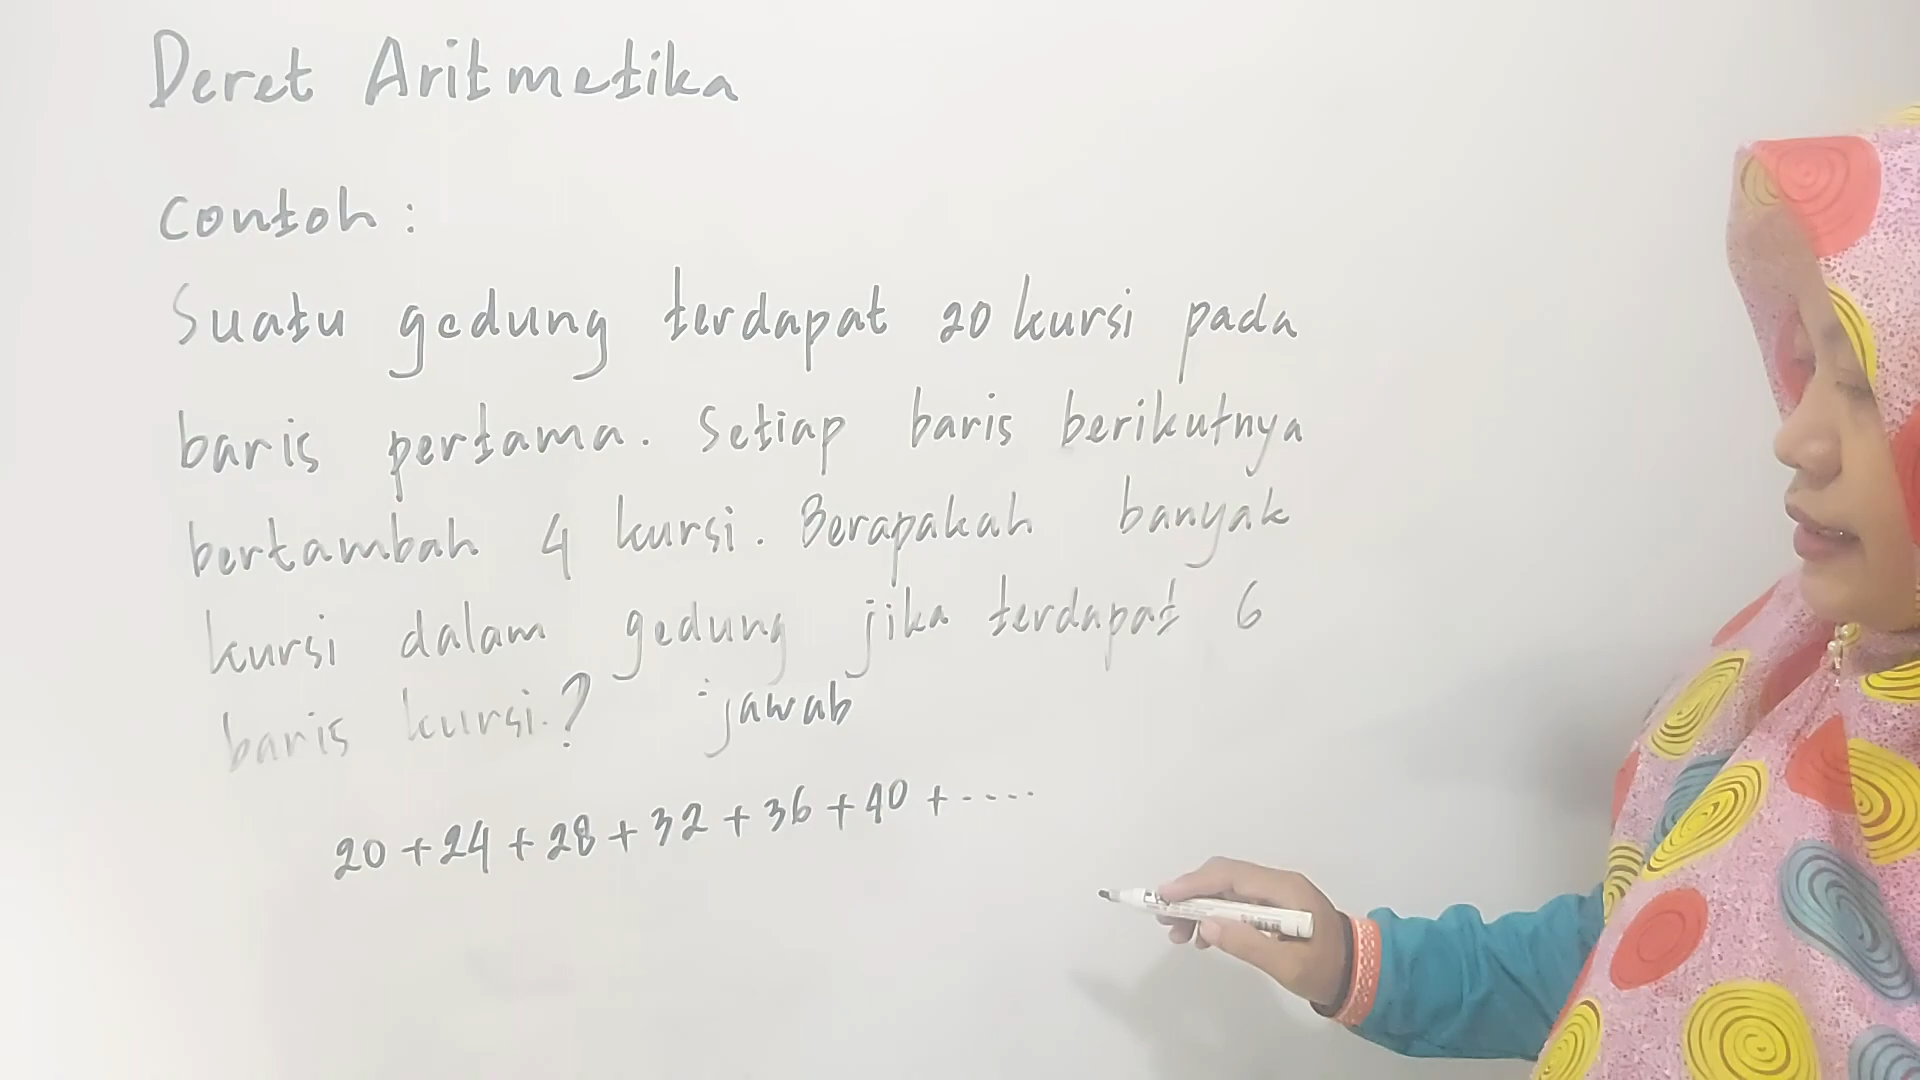 Deret Aritmetika
Contoh :
Suatu gedung terdapat 20 kursi pada
baris pertama. Setiap baris berikutnya
bertambah 4 kursi. Berapakah banyak
kursi dalam gedung jika terdapat 6
baris kursi.? jawab
20 + 24 + 28 + 32 + 36 + 40 + .....